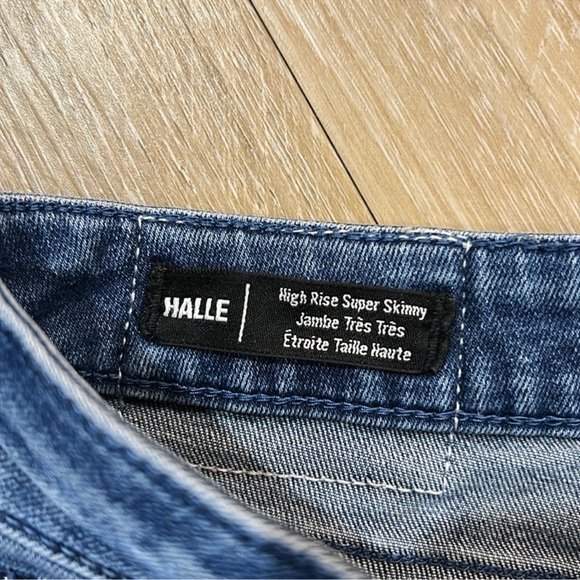 HALLE
High Rise Super Skinny
Jambe Très Très
Étroite Taille Haute